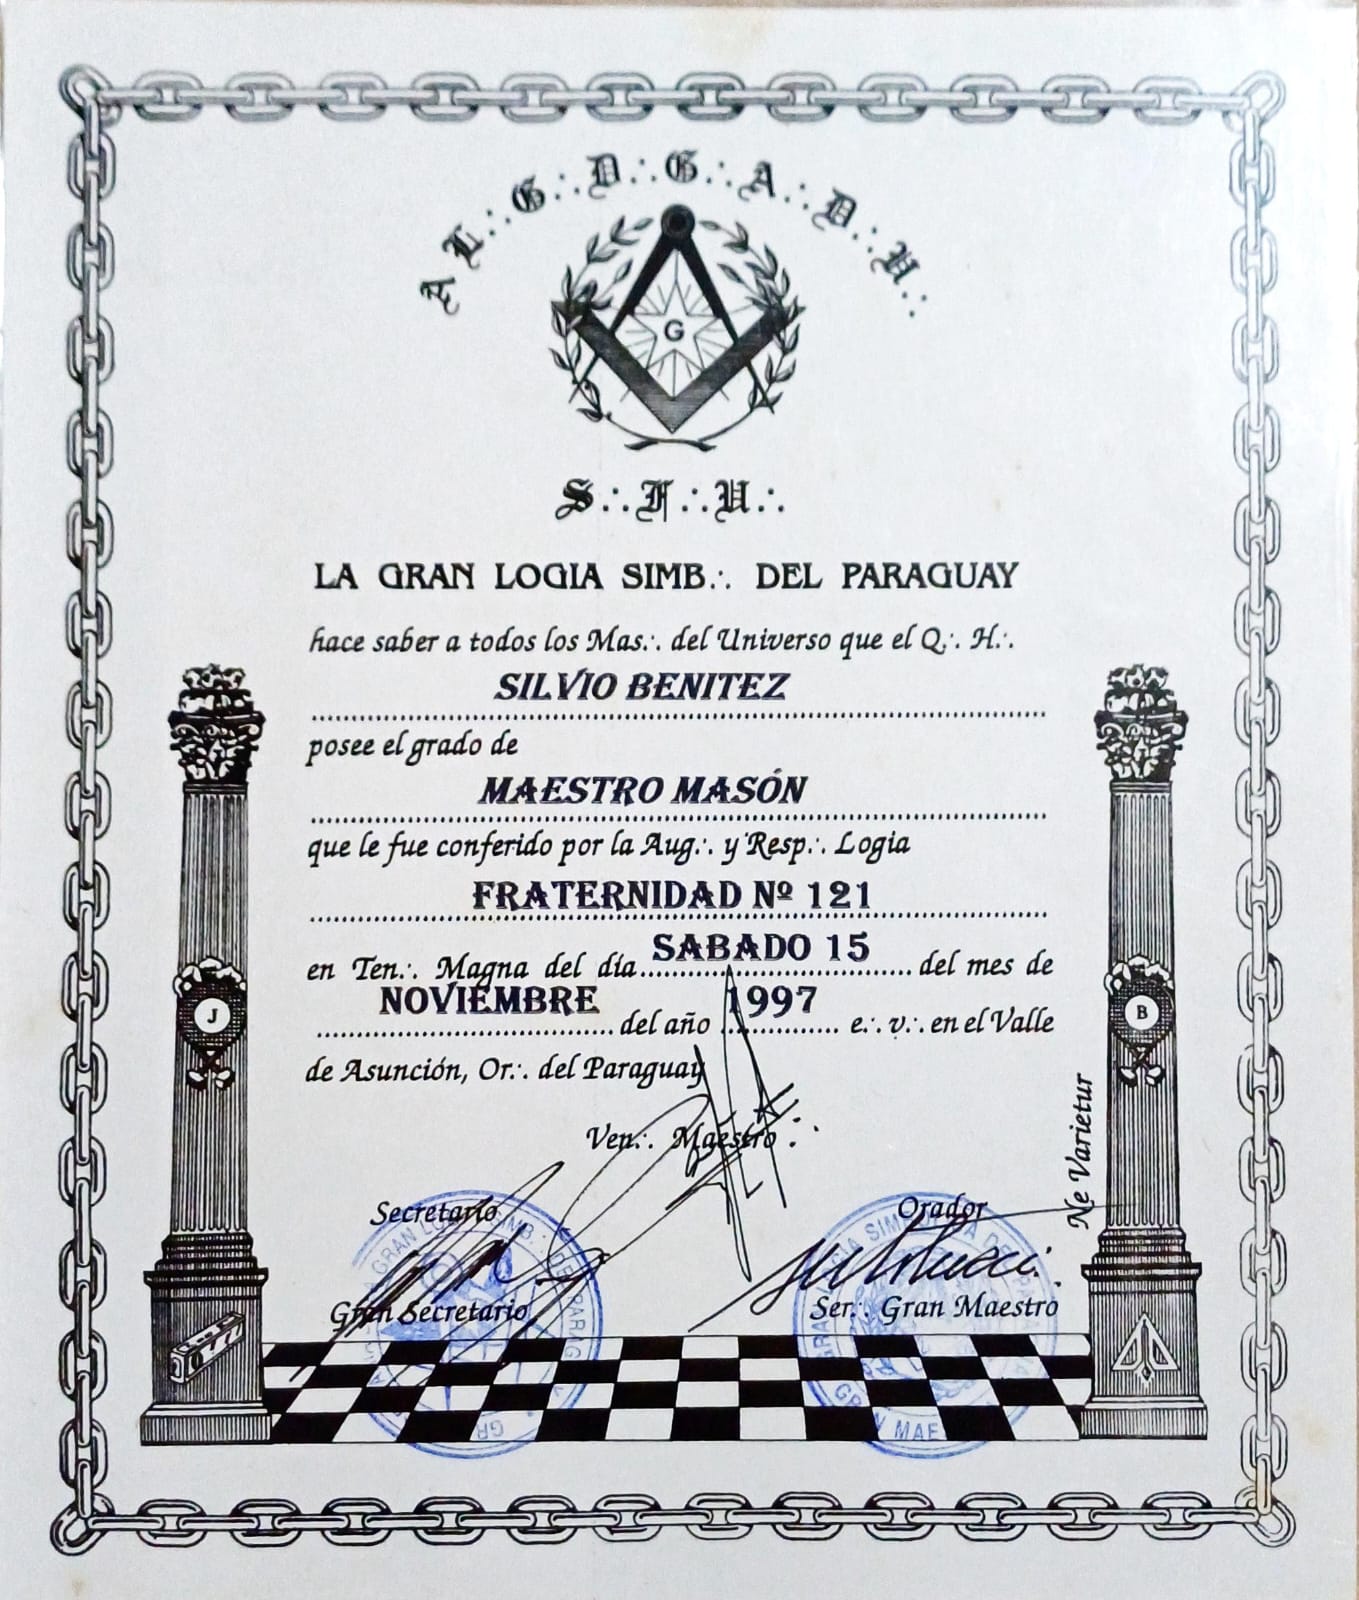 A L∴ G∴ D∴ G∴ A∴ D∴ U∴
G
S∴ F∴ U∴
LA GRAN LOGIA SIMB∴ DEL PARAGUAY
hace saber a todos los Mas∴ del Universo que el Q∴ H∴
SILVIO BENITEZ
posee el grado de
MAESTRO MASÓN
que le fue conferido por la Aug∴ y Resp∴ Logia
FRATERNIDAD Nº 121
en Ten∴ Magna del día SABADO 15 del mes de
NOVIEMBRE del año 1997 e∴ v∴ en el Valle
de Asunción, Or∴ del Paraguay
J
B
Ven∴ Maestro
Ne Varietur
Secretario Orador
Gran Secretario Ser∴ Gran Maestro